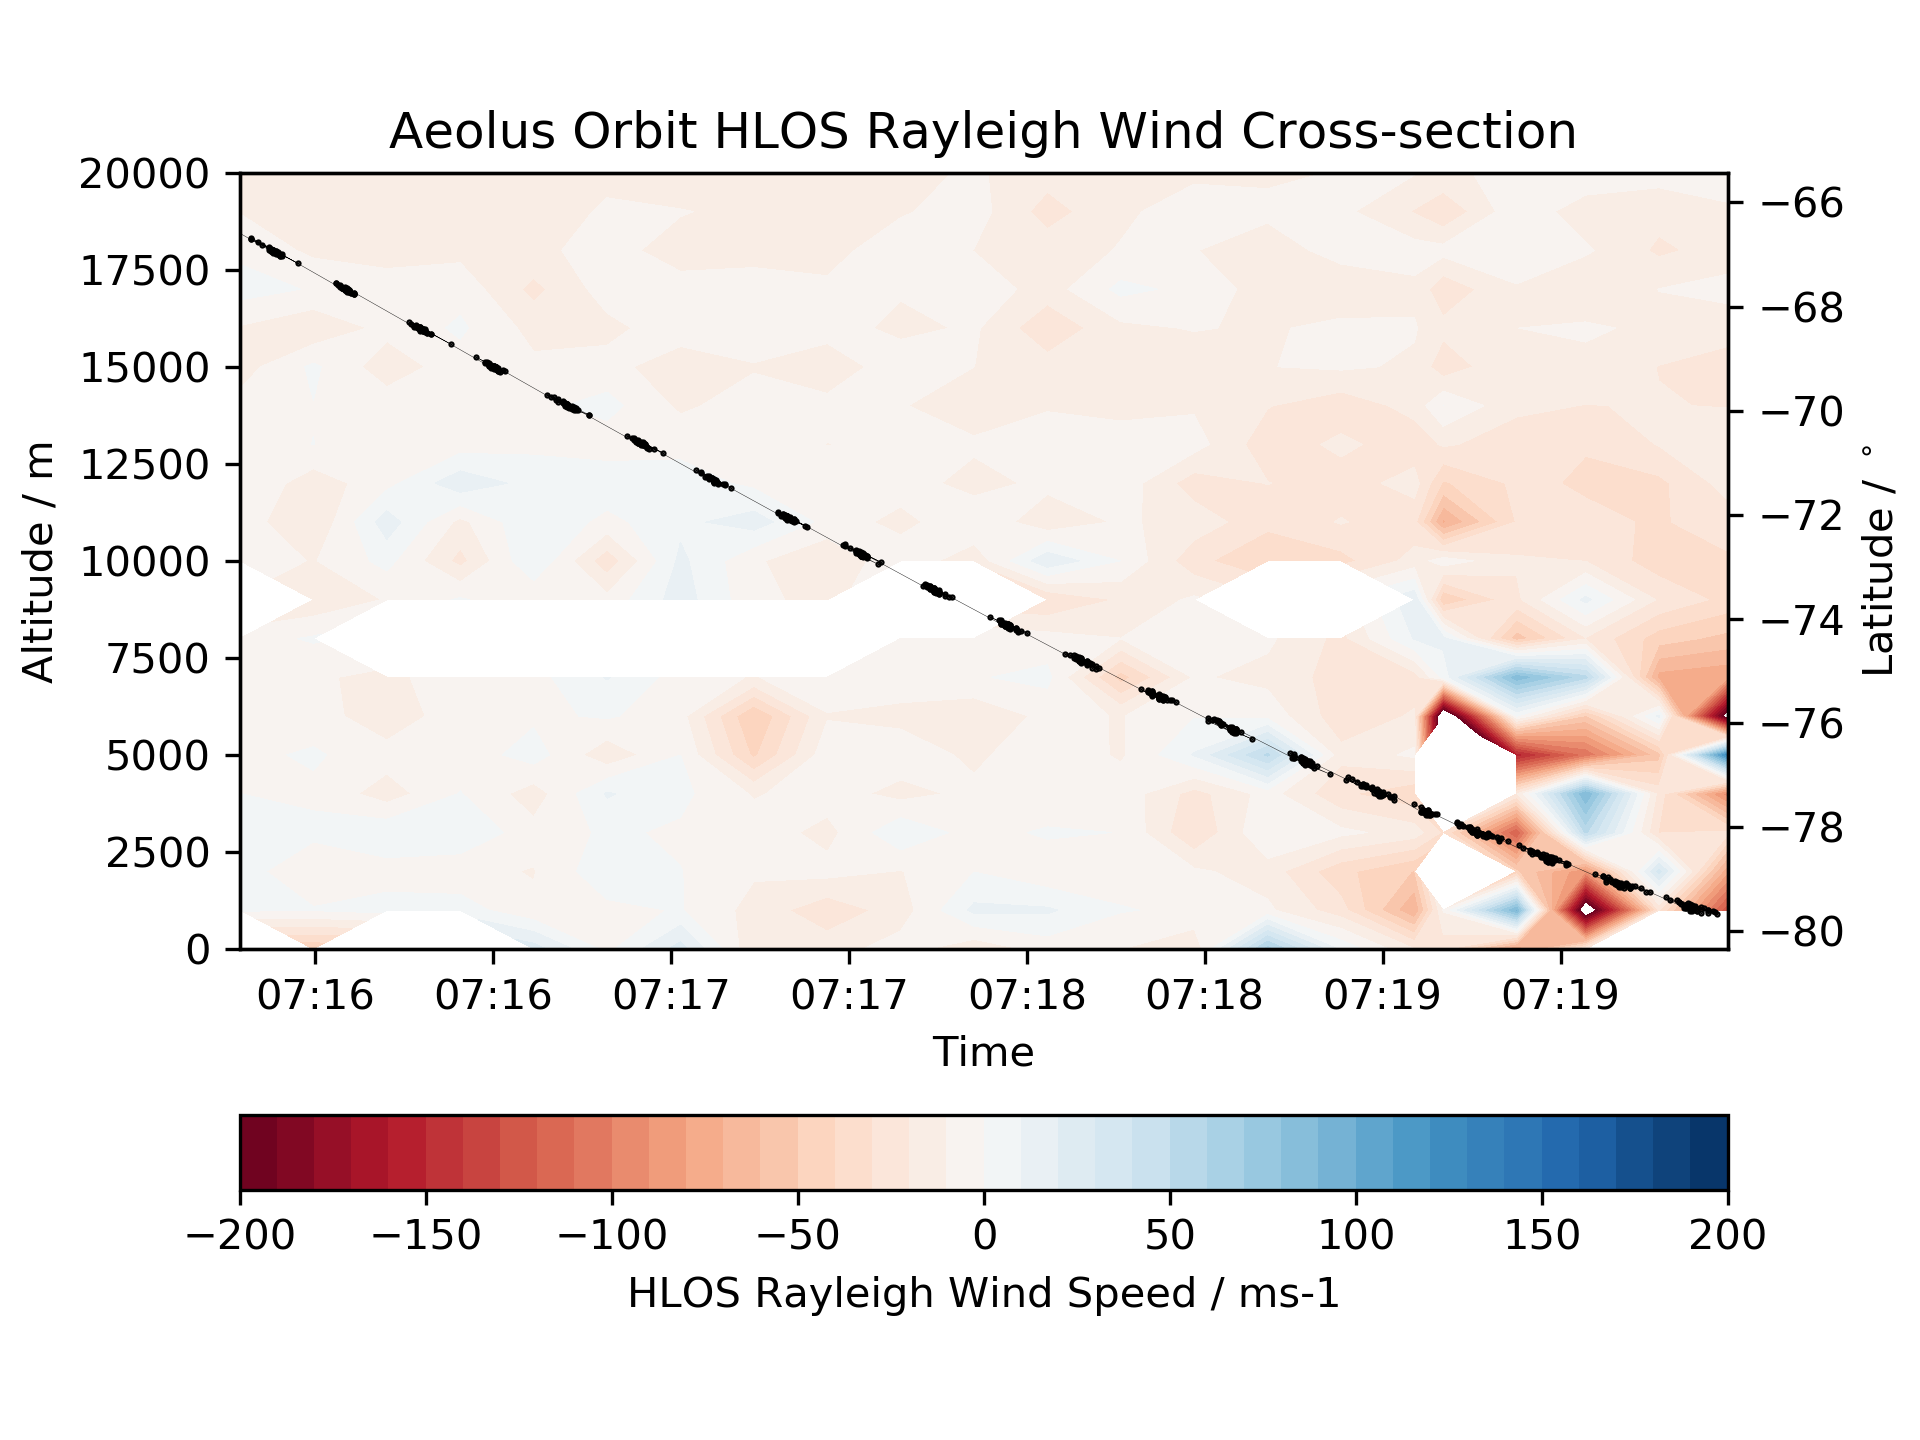 Aeolus Orbit HLOS Rayleigh Wind Cross-section
20000
17500
15000
12500
10000
7500
5000
2500
0
Altitude / m
−66
−68
−70
−72
−74
−76
−78
−80
Latitude / °
07:16 07:16 07:17 07:17 07:18 07:18 07:19 07:19
Time
−200 −150 −100 −50 0 50 100 150 200
HLOS Rayleigh Wind Speed / ms-1